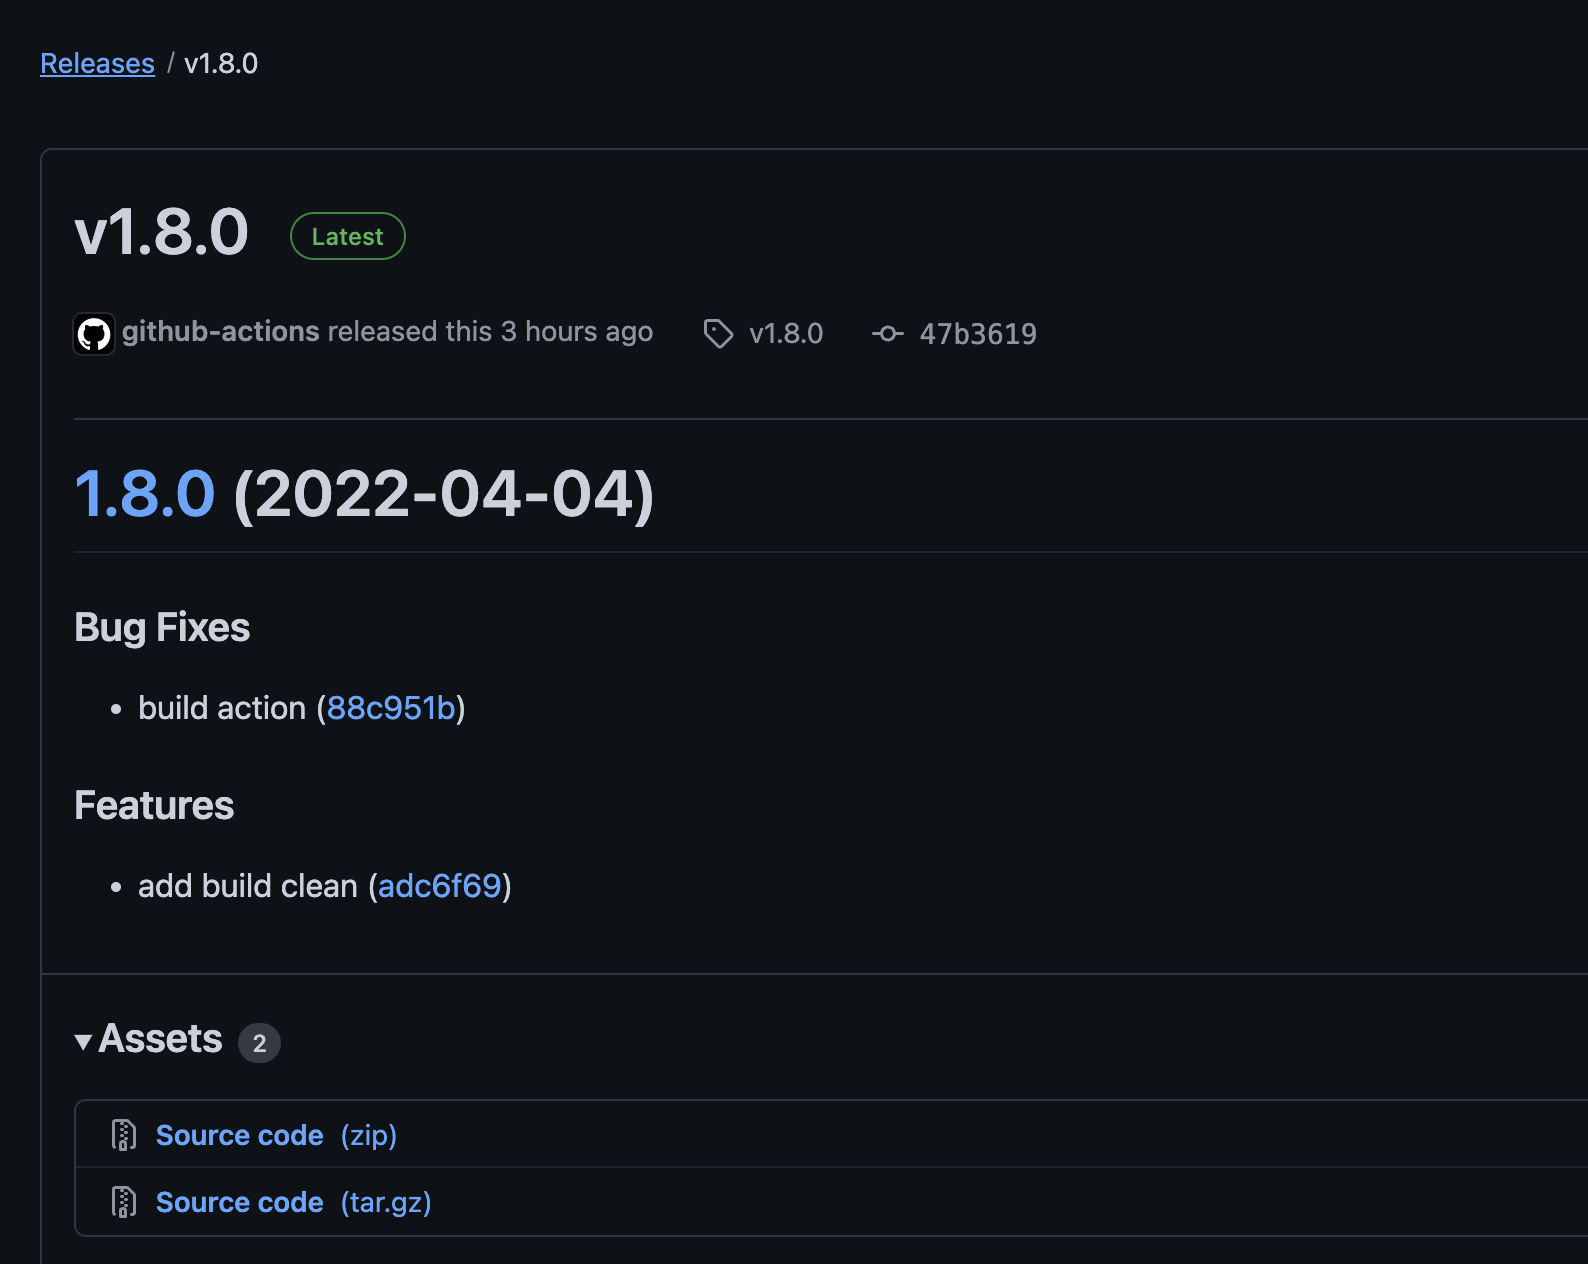 Releases / v1.8.0
v1.8.0 Latest
github-actions released this 3 hours ago v1.8.0 47b3619
1.8.0 (2022-04-04)
Bug Fixes
• build action (88c951b)
Features
• add build clean (adc6f69)
Assets 2
Source code (zip)
Source code (tar.gz)